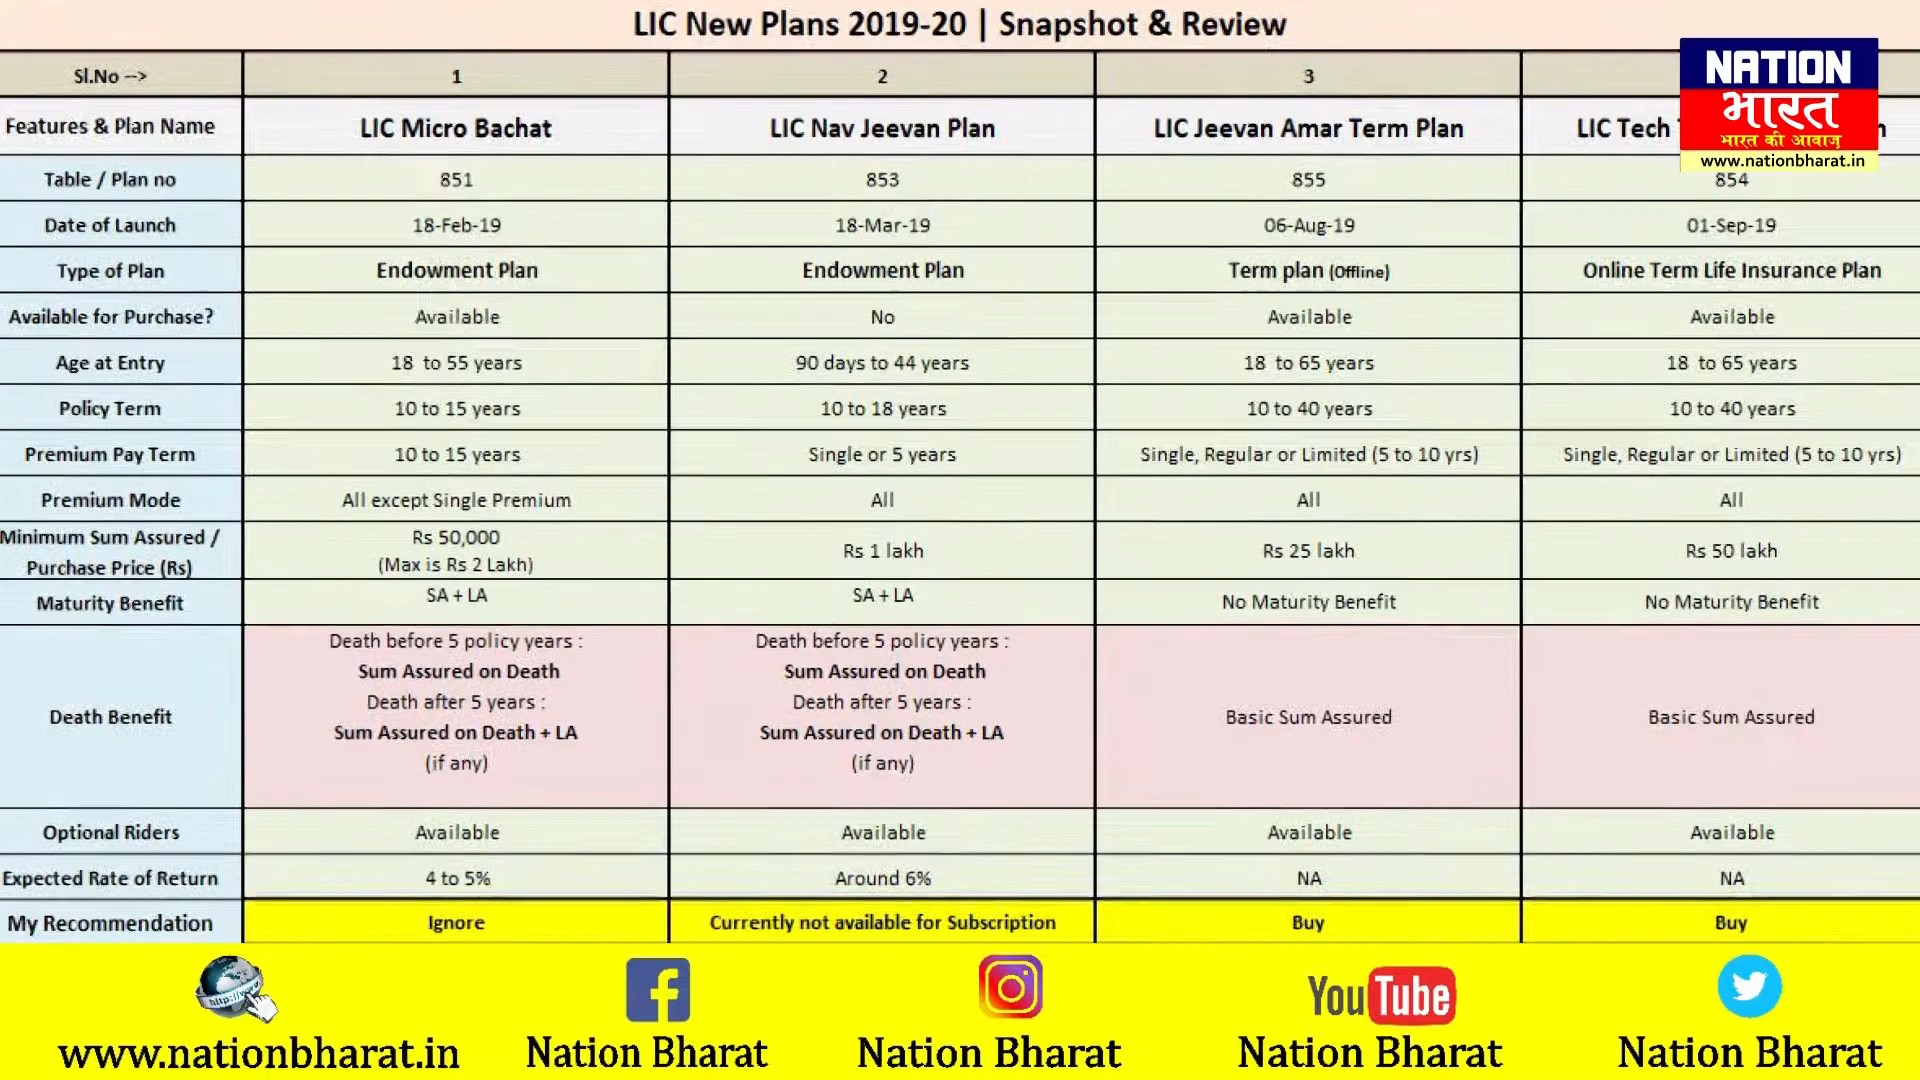 LIC New Plans 2019-20 | Snapshot & Review
Sl.No --> 1 2 3
Features & Plan Name LIC Micro Bachat LIC Nav Jeevan Plan LIC Jeevan Amar Term Plan LIC Tech
Table / Plan no 851 853 855 854
Date of Launch 18-Feb-19 18-Mar-19 06-Aug-19 01-Sep-19
Type of Plan Endowment Plan Endowment Plan Term plan (Offline) Online Term Life Insurance Plan
Available for Purchase? Available No Available Available
Age at Entry 18 to 55 years 90 days to 44 years 18 to 65 years 18 to 65 years
Policy Term 10 to 15 years 10 to 18 years 10 to 40 years 10 to 40 years
Premium Pay Term 10 to 15 years Single or 5 years Single, Regular or Limited (5 to 10 yrs) Single, Regular or Limited (5 to 10 yrs)
Premium Mode All except Single Premium All All All
Minimum Sum Assured /
Purchase Price (Rs)
Rs 50,000
(Max is Rs 2 Lakh)
Rs 1 lakh Rs 25 lakh Rs 50 lakh
Maturity Benefit SA + LA SA + LA No Maturity Benefit No Maturity Benefit
Death Benefit
Death before 5 policy years :
Sum Assured on Death
Death after 5 years :
Sum Assured on Death + LA
(if any)
Death before 5 policy years :
Sum Assured on Death
Death after 5 years :
Sum Assured on Death + LA
(if any)
Basic Sum Assured
Basic Sum Assured
Optional Riders Available Available Available Available
Expected Rate of Return 4 to 5% Around 6% NA NA
My Recommendation Ignore Currently not available for Subscription Buy Buy
NATION
भारत
भारत की आवाज़
www.nationbharat.in
http://www.
YouTube
www.nationbharat.in Nation Bharat Nation Bharat Nation Bharat Nation Bharat